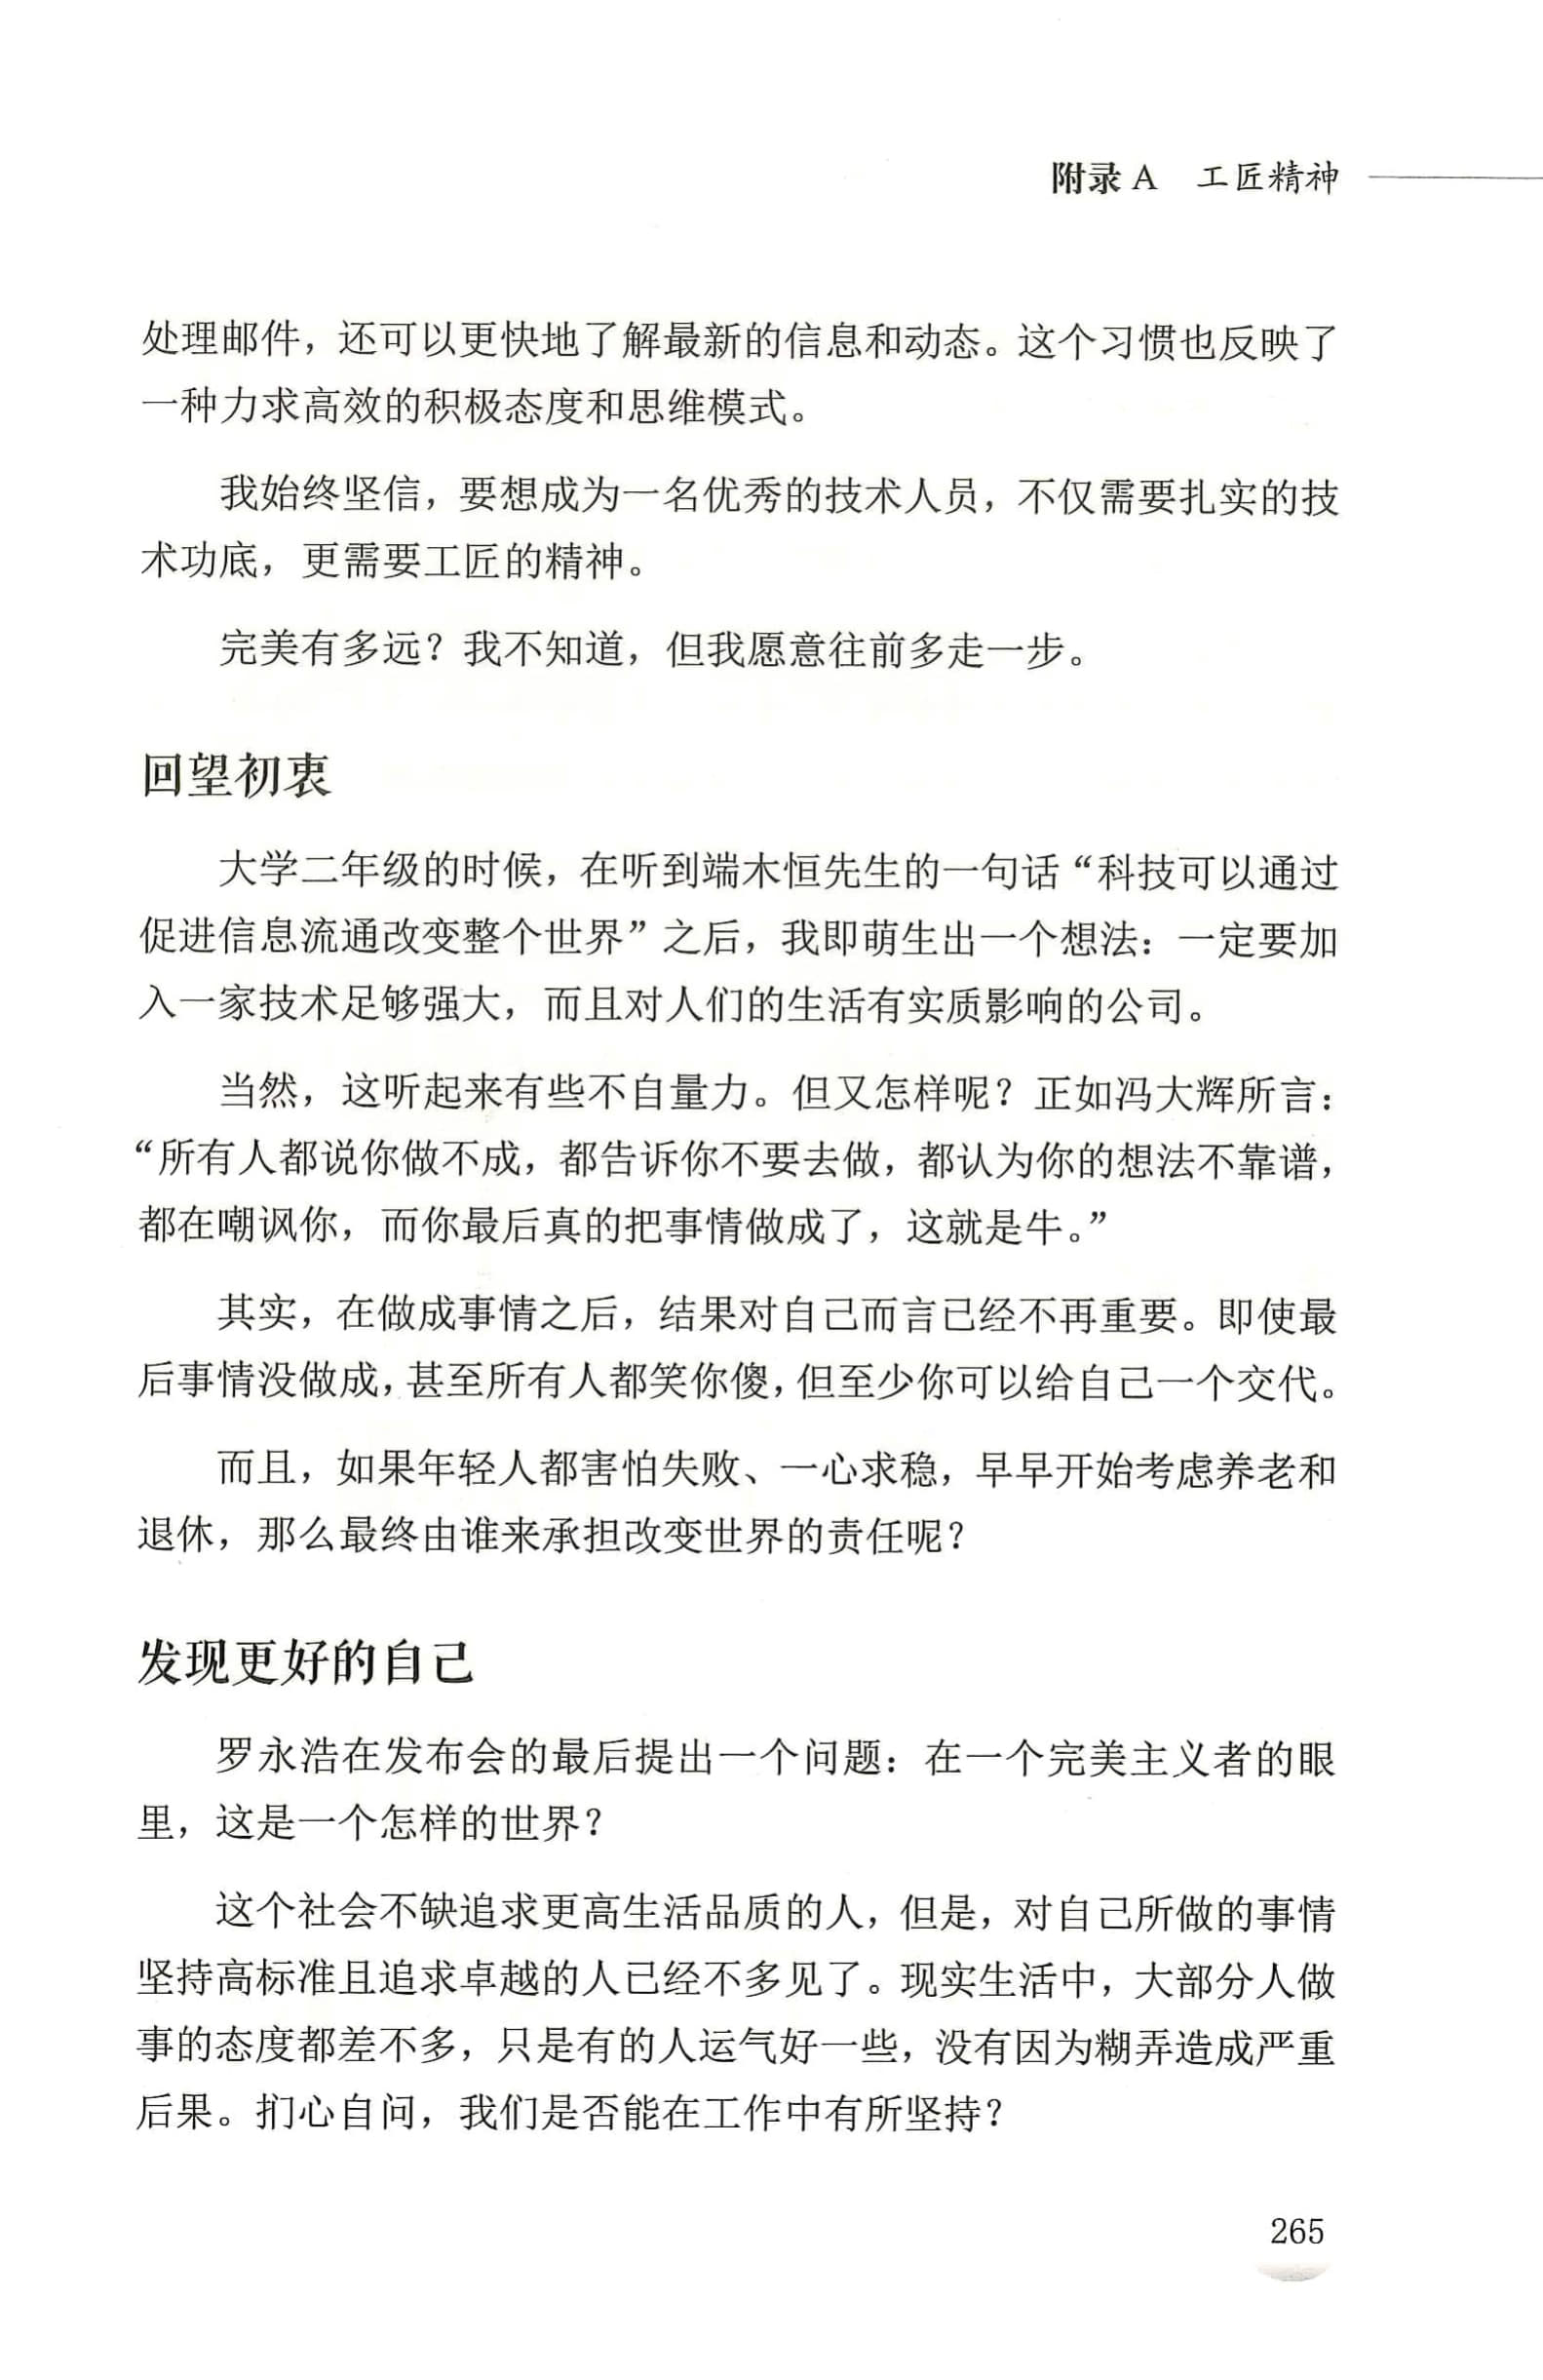 附录 A 工匠精神
处理邮件，还可以更快地了解最新的信息和动态。这个习惯也反映了
一种力求高效的积极态度和思维模式。
我始终坚信，要想成为一名优秀的技术人员，不仅需要扎实的技
术功底，更需要工匠的精神。
完美有多远？我不知道，但我愿意往前多走一步。
回望初衷
大学二年级的时候，在听到端木恒先生的一句话“科技可以通过
促进信息流通改变整个世界”之后，我即萌生出一个想法：一定要加
入一家技术足够强大，而且对人们的生活有实质影响的公司。
当然，这听起来有些不自量力。但又怎样呢？正如冯大辉所言：
“所有人都说你做不成，都告诉你不要去做，都认为你的想法不靠谱，
都在嘲讽你，而你最后真的把事情做成了，这就是牛。”
其实，在做成事情之后，结果对自己而言已经不再重要。即使最
后事情没做成，甚至所有人都笑你傻，但至少你可以给自己一个交代。
而且，如果年轻人都害怕失败、一心求稳，早早开始考虑养老和
退休，那么最终由谁来承担改变世界的责任呢？
发现更好的自己
罗永浩在发布会的最后提出一个问题：在一个完美主义者的眼
里，这是一个怎样的世界？
这个社会不缺追求更高生活品质的人，但是，对自己所做的事情
坚持高标准且追求卓越的人已经不多见了。现实生活中，大部分人做
事的态度都差不多，只是有的人运气好一些，没有因为糊弄造成严重
后果。扪心自问，我们是否能在工作中有所坚持？
265